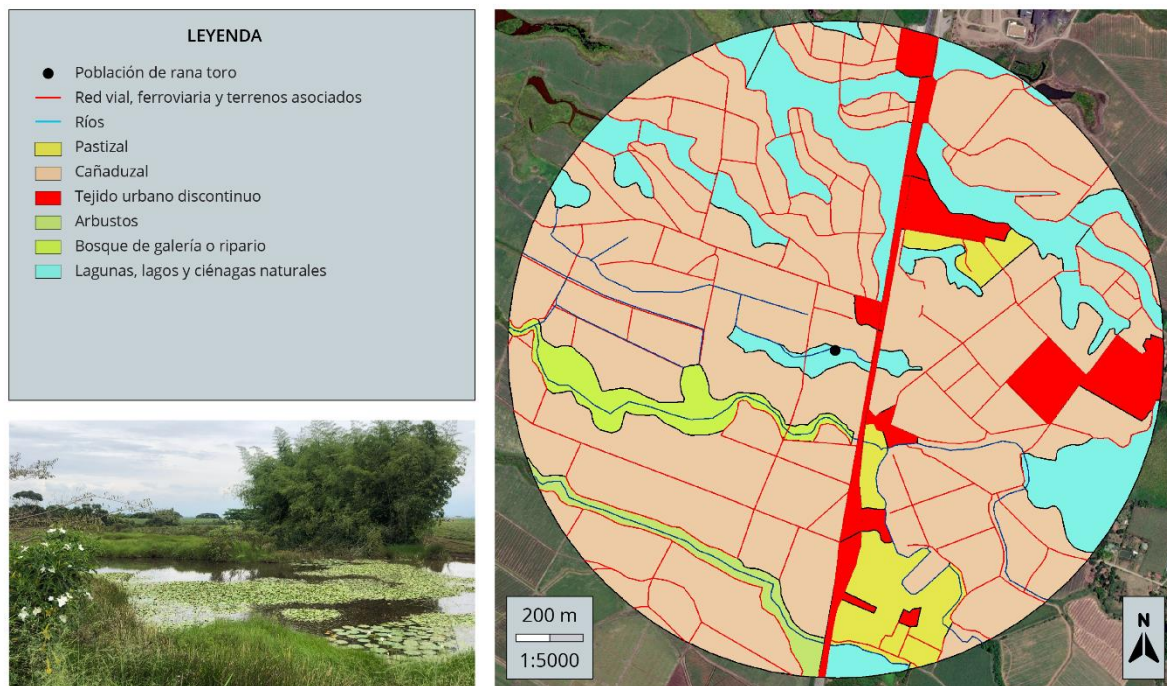 LEYENDA
Población de rana toro
Red vial, ferroviaria y terrenos asociados
Ríos
Pastizal
Cañaduzal
Tejido urbano discontinuo
Arbustos
Bosque de galería o ripario
Lagunas, lagos y ciénagas naturales
200 m
1:5000
N